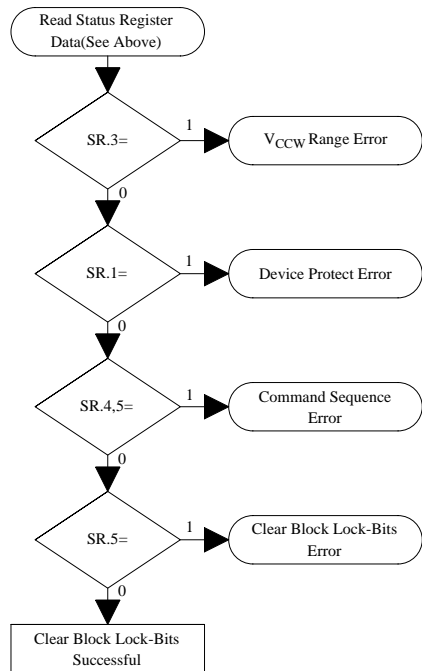 Read Status Register
Data(See Above)
SR.3=
1
VCCW Range Error
0
SR.1=
1
Device Protect Error
0
SR.4,5=
1
Command Sequence
Error
0
SR.5=
1
Clear Block Lock-Bits
Error
0
Clear Block Lock-Bits
Successful